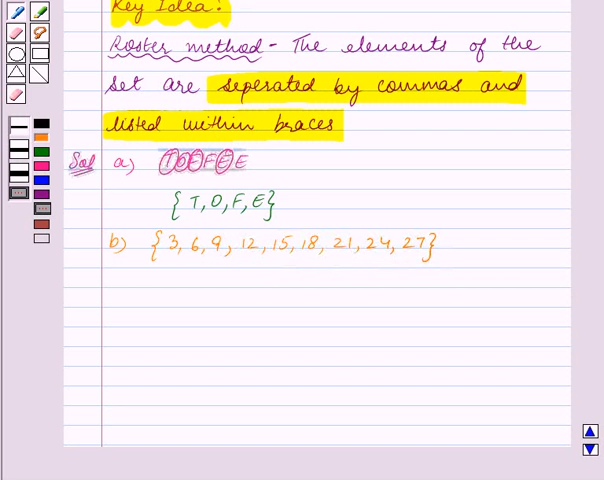 Key Idea:
Roster method - The elements of the
set are seperated by commas and
listed within braces
Sol a) TOFFEE
{ T, O, F, E}
b) { 3, 6, 9, 12, 15, 18, 21, 24, 27}